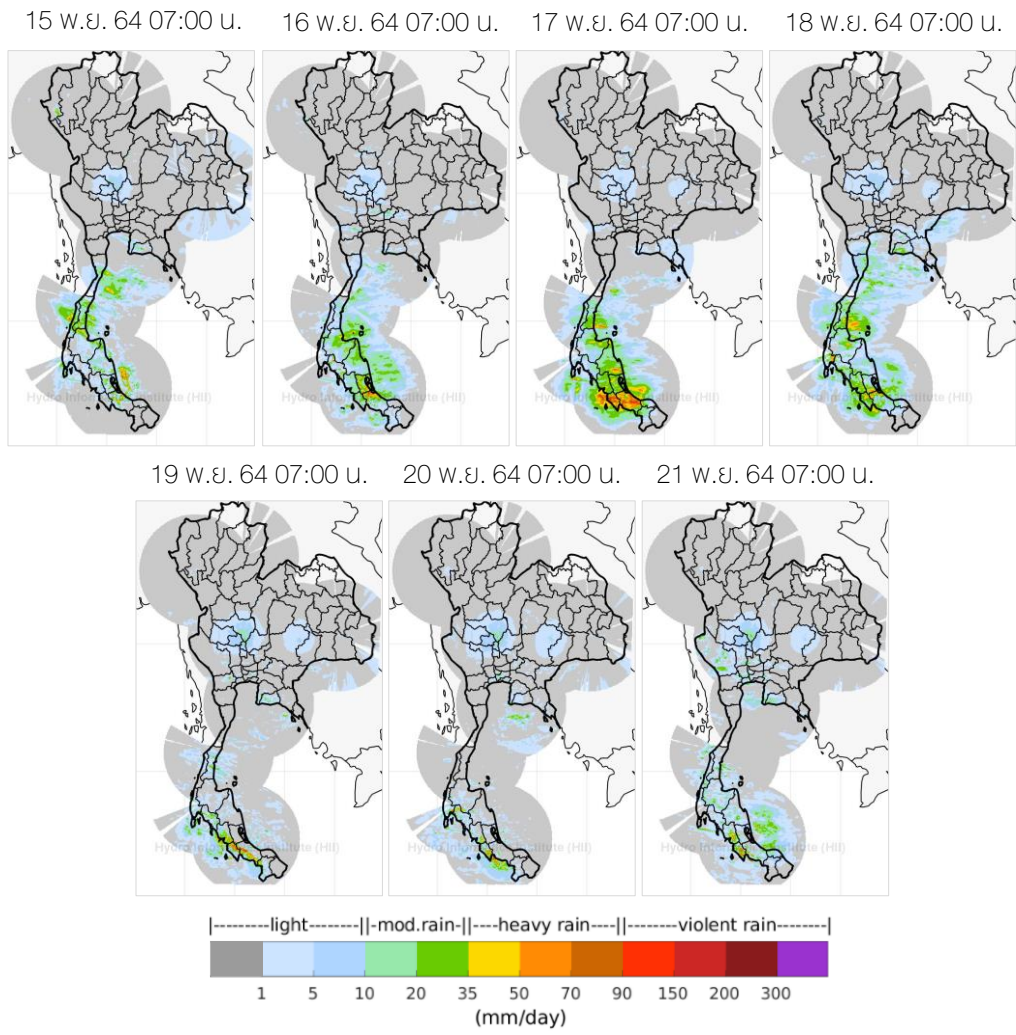 15 พ.ย. 64 07:00 น. 16 พ.ย. 64 07:00 น. 17 พ.ย. 64 07:00 น. 18 พ.ย. 64 07:00 น.
Hydro Informatics Institute (HII) Hydro Informatics Institute (HII) Hydro Informatics Institute (HII) Hydro Informatics Institute (HII)
19 พ.ย. 64 07:00 น. 20 พ.ย. 64 07:00 น. 21 พ.ย. 64 07:00 น.
Hydro Informatics Institute (HII) Hydro Informatics Institute (HII) Hydro Informatics Institute (HII)
|---------light--------||-mod.rain-||----heavy rain----||--------violent rain-------|
1 5 10 20 35 50 70 90 150 200 300
(mm/day)